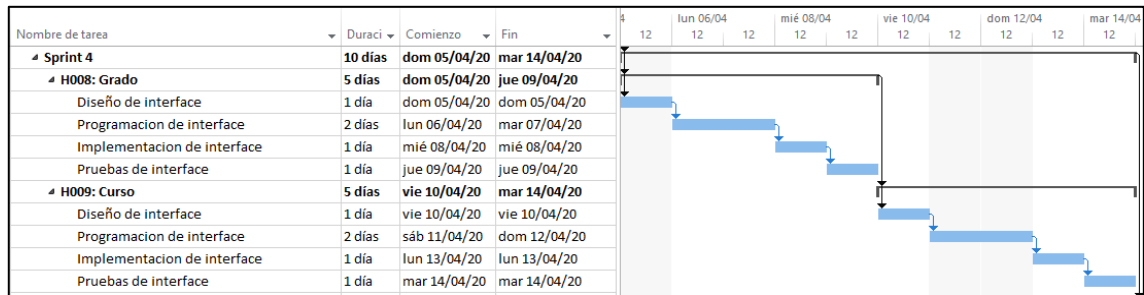 4 lun 06/04 mié 08/04 vie 10/04 dom 12/04 mar 14/04
Nombre de tarea Duraci Comienzo Fin 12 12 12 12 12 12 12 12 12 12
Sprint 4 10 días dom 05/04/20 mar 14/04/20
H008: Grado 5 días dom 05/04/20 jue 09/04/20
Diseño de interface 1 día dom 05/04/20 dom 05/04/20
Programacion de interface 2 días lun 06/04/20 mar 07/04/20
Implementacion de interface 1 día mié 08/04/20 mié 08/04/20
Pruebas de interface 1 día jue 09/04/20 jue 09/04/20
H009: Curso 5 días vie 10/04/20 mar 14/04/20
Diseño de interface 1 día vie 10/04/20 vie 10/04/20
Programacion de interface 2 días sáb 11/04/20 dom 12/04/20
Implementacion de interface 1 día lun 13/04/20 lun 13/04/20
Pruebas de interface 1 día mar 14/04/20 mar 14/04/20